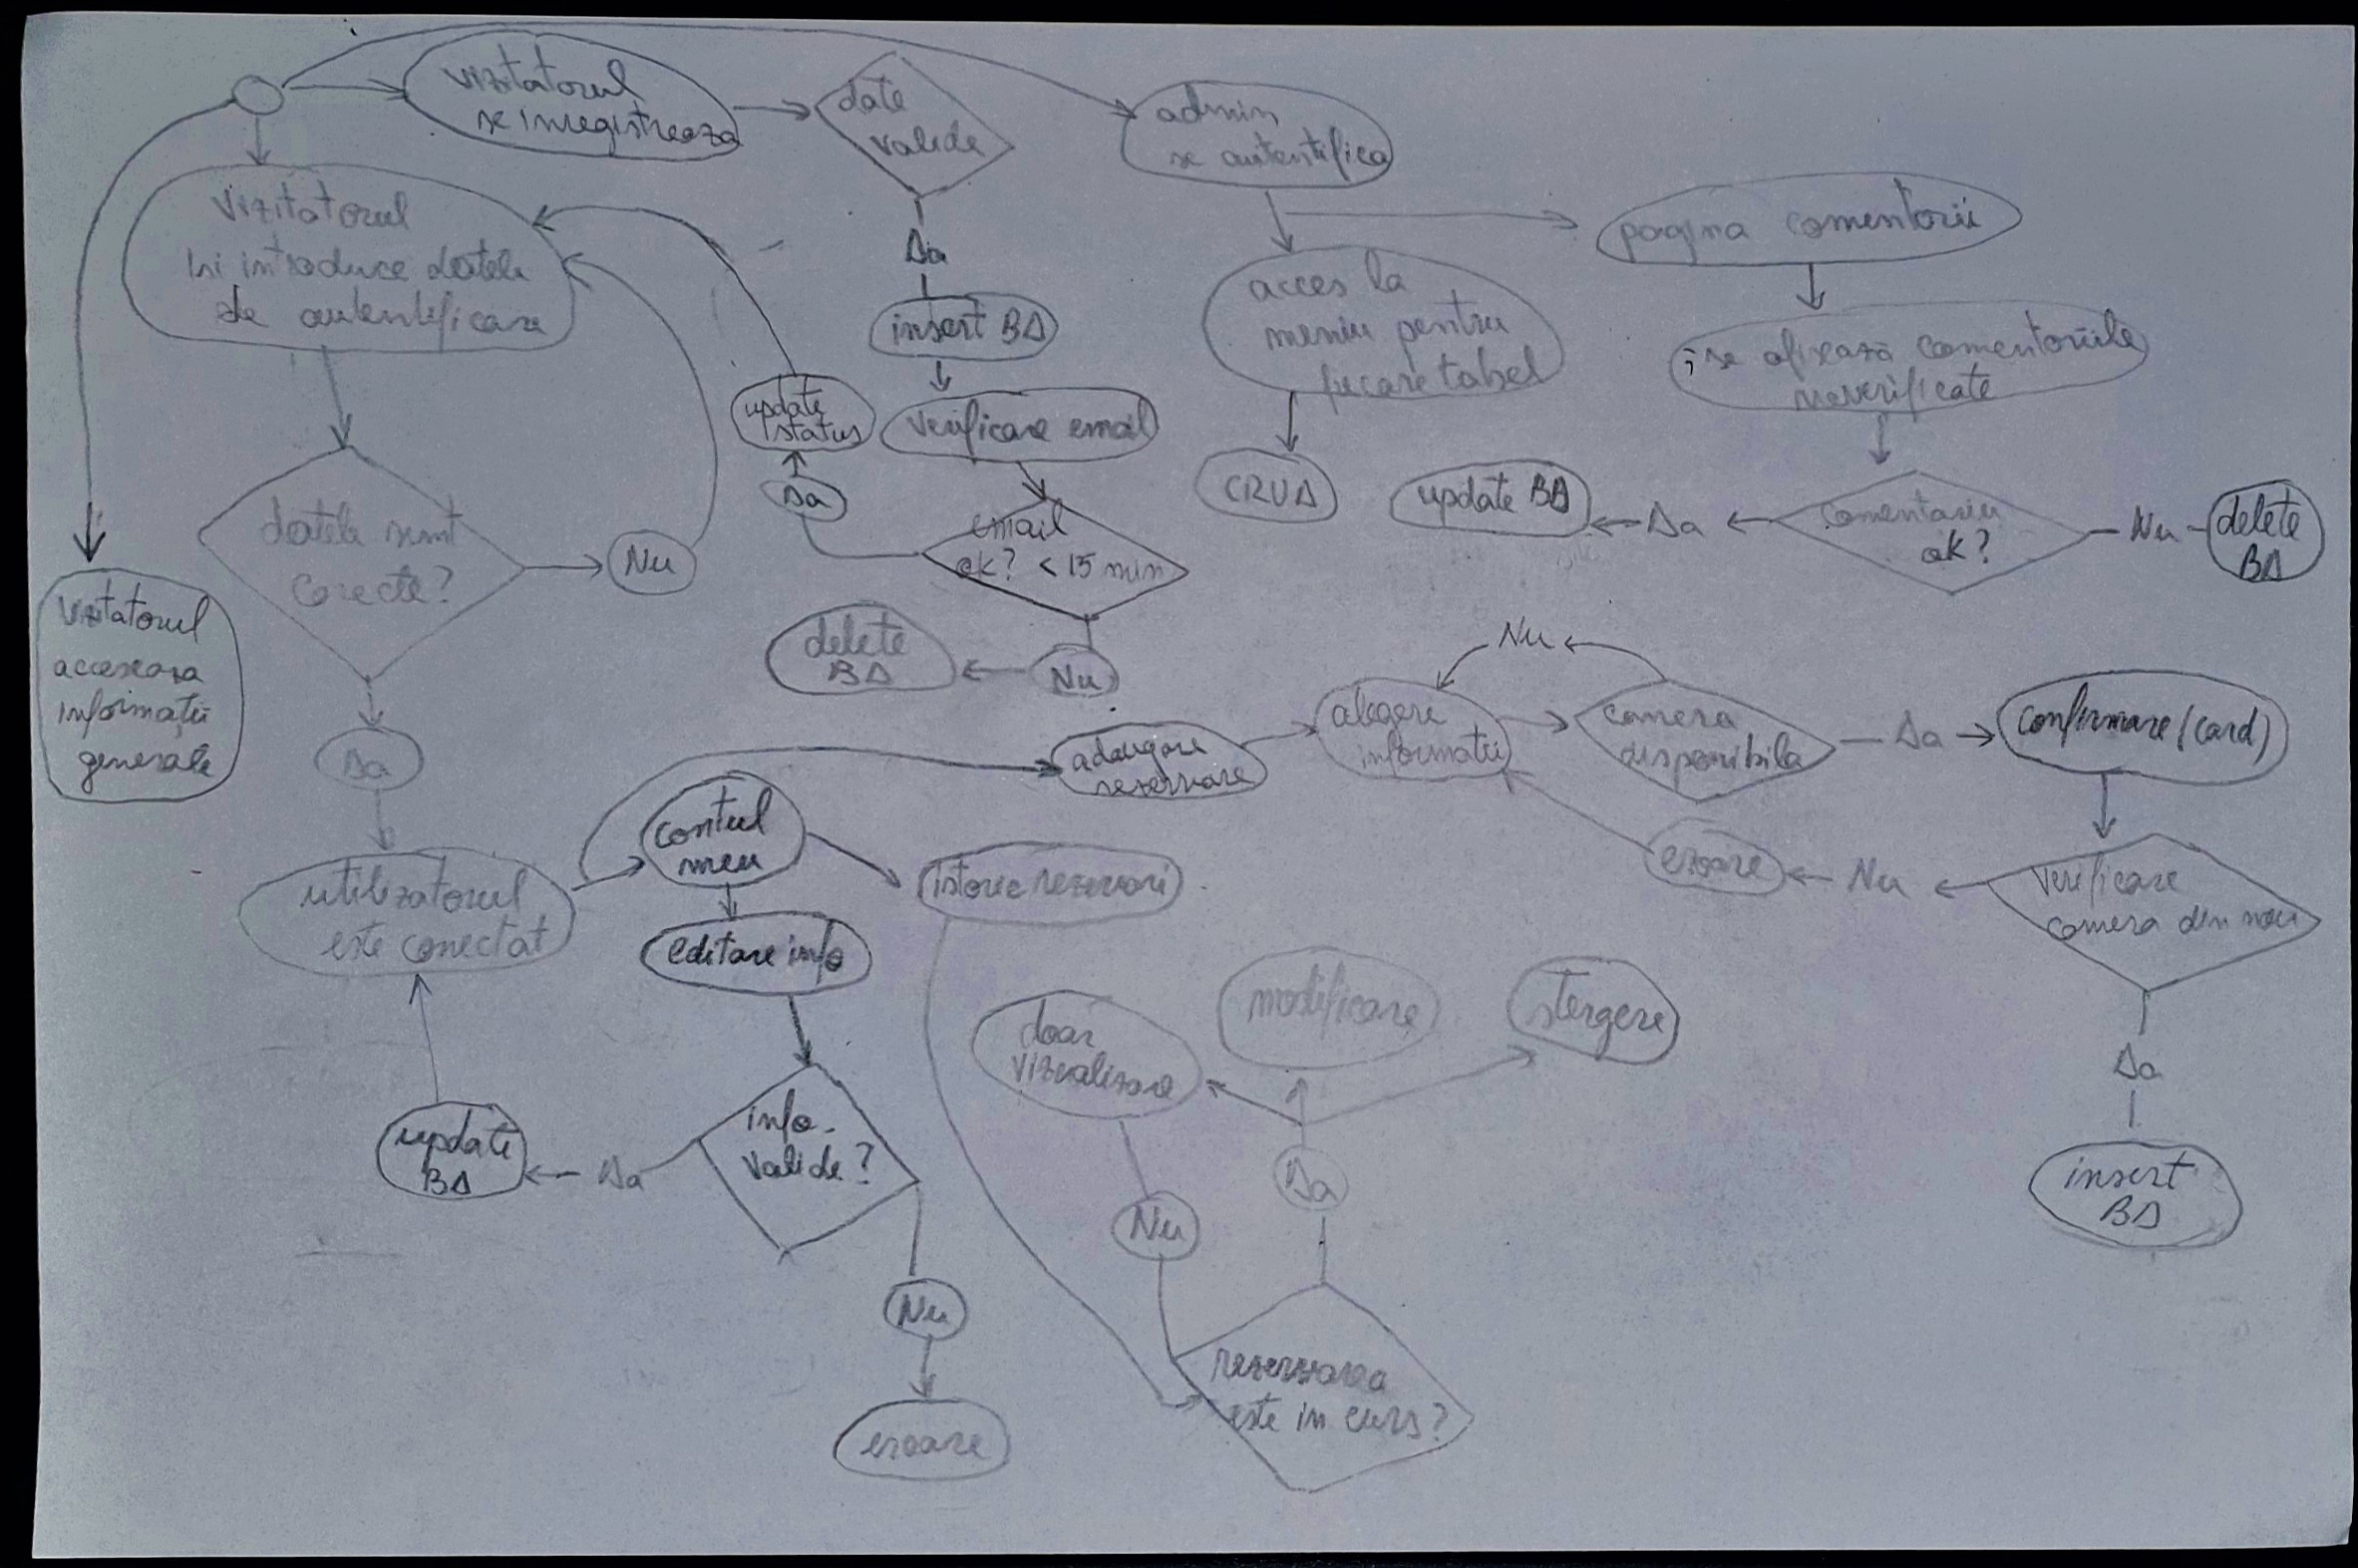 vizitatorul
se inregistreaza
date
valide
admin
se autentifica
Vizitatorul
isi introduce datele
de autentificare
Da
pagina comentarii
insert BD
acces la
meniu pentru
fiecare tabel
se afisează comentariile
neverificate
update
status
verificare email
Da
CRUD
update BD
Da
comentariu
ok?
Nu
delete
BD
datele sunt
corecte?
Nu
email
ok? < 15 min
Vizitatorul
acceseaza
informații
generale
delete
BD
Nu
Nu
Da
adaugare
rezervare
alegere
informatii
camera
disponibila
Da
confirmare (card)
contul
meu
utilizatorul
este conectat
istoric rezervari
eroare
Nu
verificare
camera din nou
editare info
doar
vizualizare
modificare
stergere
Da
update
BD
Da
info.
valide?
Nu
Da
insert
BD
Nu
eroare
rezervarea
este in curs?